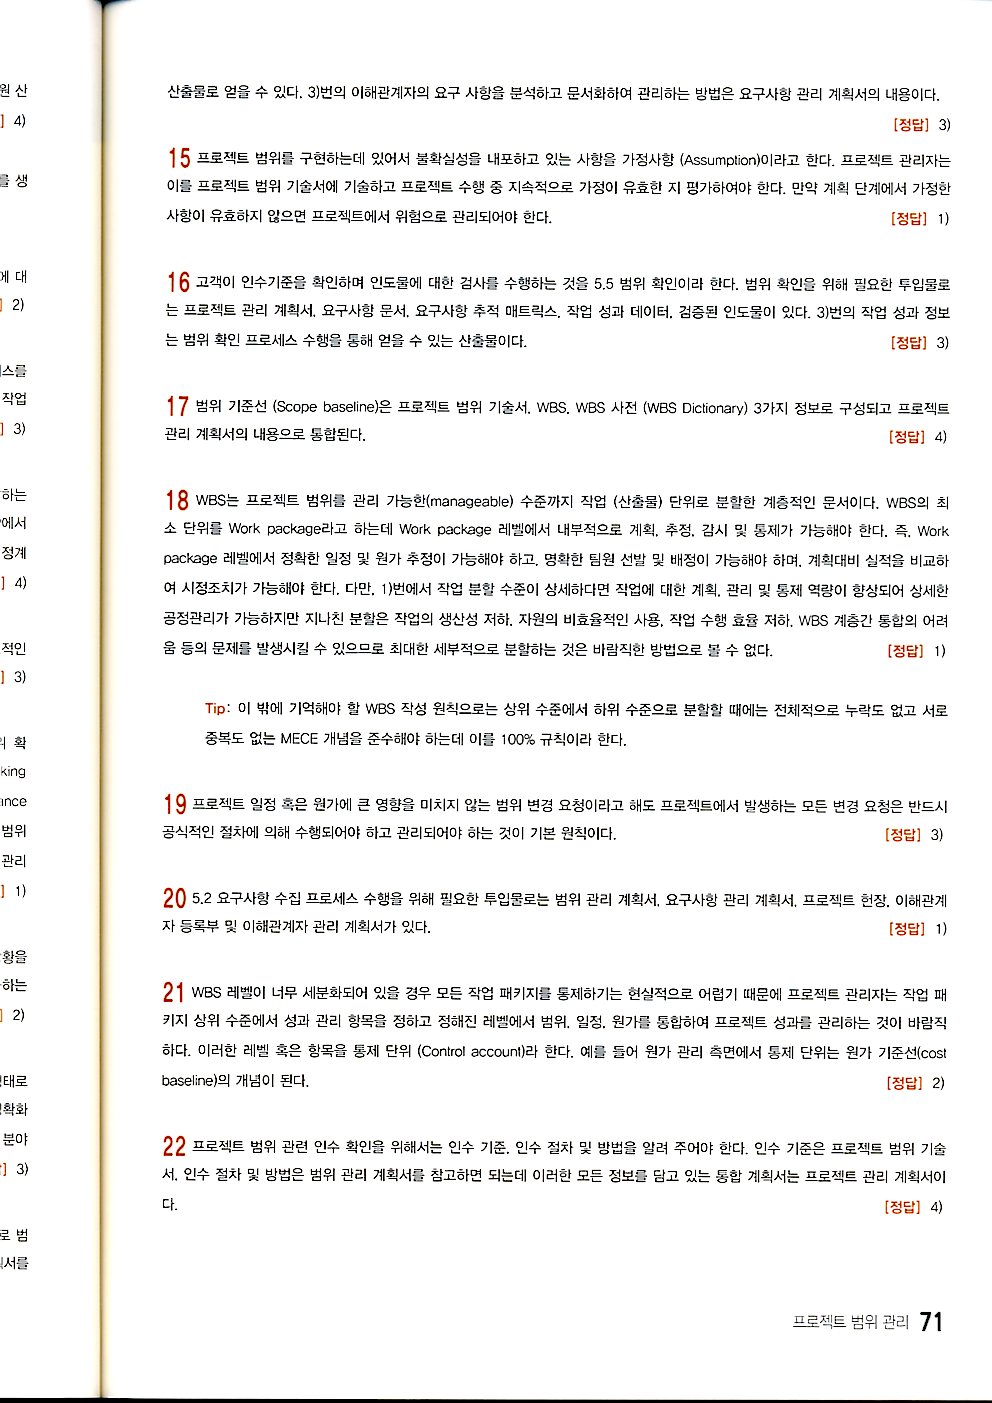 원 산
] 4)
를 생
에 대
] 2)
스를
작업
] 3)
하는
에서
정계
] 4)
적인
] 3)
확
king
ance
범위
관리
] 1)
황을
하는
] 2)
태로
확화
분야
] 3)
로 범
서를
산출물로 얻을 수 있다. 3)번의 이해관계자의 요구 사항을 분석하고 문서화하여 관리하는 방법은 요구사항 관리 계획서의 내용이다.
[정답] 3)
15 프로젝트 범위를 구현하는데 있어서 불확실성을 내포하고 있는 사항을 가정사항 (Assumption)이라고 한다. 프로젝트 관리자는
이를 프로젝트 범위 기술서에 기술하고 프로젝트 수행 중 지속적으로 가정이 유효한 지 평가하여야 한다. 만약 계획 단계에서 가정한
사항이 유효하지 않으면 프로젝트에서 위험으로 관리되어야 한다. [정답] 1)
16 고객이 인수기준을 확인하며 인도물에 대한 검사를 수행하는 것을 5.5 범위 확인이라 한다. 범위 확인을 위해 필요한 투입물로
는 프로젝트 관리 계획서, 요구사항 문서, 요구사항 추적 매트릭스, 작업 성과 데이터, 검증된 인도물이 있다. 3)번의 작업 성과 정보
는 범위 확인 프로세스 수행을 통해 얻을 수 있는 산출물이다. [정답] 3)
17 범위 기준선 (Scope baseline)은 프로젝트 범위 기술서, WBS, WBS 사전 (WBS Dictionary) 3가지 정보로 구성되고 프로젝트
관리 계획서의 내용으로 통합된다. [정답] 4)
18 WBS는 프로젝트 범위를 관리 가능한(manageable) 수준까지 작업 (산출물) 단위로 분할한 계층적인 문서이다. WBS의 최
소 단위를 Work package라고 하는데 Work package 레벨에서 내부적으로 계획, 추정, 감시 및 통제가 가능해야 한다. 즉, Work
package 레벨에서 정확한 일정 및 원가 추정이 가능해야 하고, 명확한 팀원 선발 및 배정이 가능해야 하며, 계획대비 실적을 비교하
여 시정조치가 가능해야 한다. 다만, 1)번에서 작업 분할 수준이 상세하다면 작업에 대한 계획, 관리 및 통제 역량이 향상되어 상세한
공정관리가 가능하지만 지나친 분할은 작업의 생산성 저하, 자원의 비효율적인 사용, 작업 수행 효율 저하, WBS 계층간 통합의 어려
움 등의 문제를 발생시킬 수 있으므로 최대한 세부적으로 분할하는 것은 바람직한 방법으로 볼 수 없다. [정답] 1)
Tip: 이 밖에 기억해야 할 WBS 작성 원칙으로는 상위 수준에서 하위 수준으로 분할할 때에는 전체적으로 누락도 없고 서로
중복도 없는 MECE 개념을 준수해야 하는데 이를 100% 규칙이라 한다.
19 프로젝트 일정 혹은 원가에 큰 영향을 미치지 않는 범위 변경 요청이라고 해도 프로젝트에서 발생하는 모든 변경 요청은 반드시
공식적인 절차에 의해 수행되어야 하고 관리되어야 하는 것이 기본 원칙이다. [정답] 3)
20 5.2 요구사항 수집 프로세스 수행을 위해 필요한 투입물로는 범위 관리 계획서, 요구사항 관리 계획서, 프로젝트 헌장, 이해관계
자 등록부 및 이해관계자 관리 계획서가 있다. [정답] 1)
21 WBS 레벨이 너무 세분화되어 있을 경우 모든 작업 패키지를 통제하기는 현실적으로 어렵기 때문에 프로젝트 관리자는 작업 패
키지 상위 수준에서 성과 관리 항목을 정하고 정해진 레벨에서 범위, 일정, 원가를 통합하여 프로젝트 성과를 관리하는 것이 바람직
하다. 이러한 레벨 혹은 항목을 통제 단위 (Control account)라 한다. 예를 들어 원가 관리 측면에서 통제 단위는 원가 기준선(cost
baseline)의 개념이 된다. [정답] 2)
22 프로젝트 범위 관련 인수 확인을 위해서는 인수 기준, 인수 절차 및 방법을 알려 주어야 한다. 인수 기준은 프로젝트 범위 기술
서, 인수 절차 및 방법은 범위 관리 계획서를 참고하면 되는데 이러한 모든 정보를 담고 있는 통합 계획서는 프로젝트 관리 계획서이
다. [정답] 4)
프로젝트 범위 관리 71